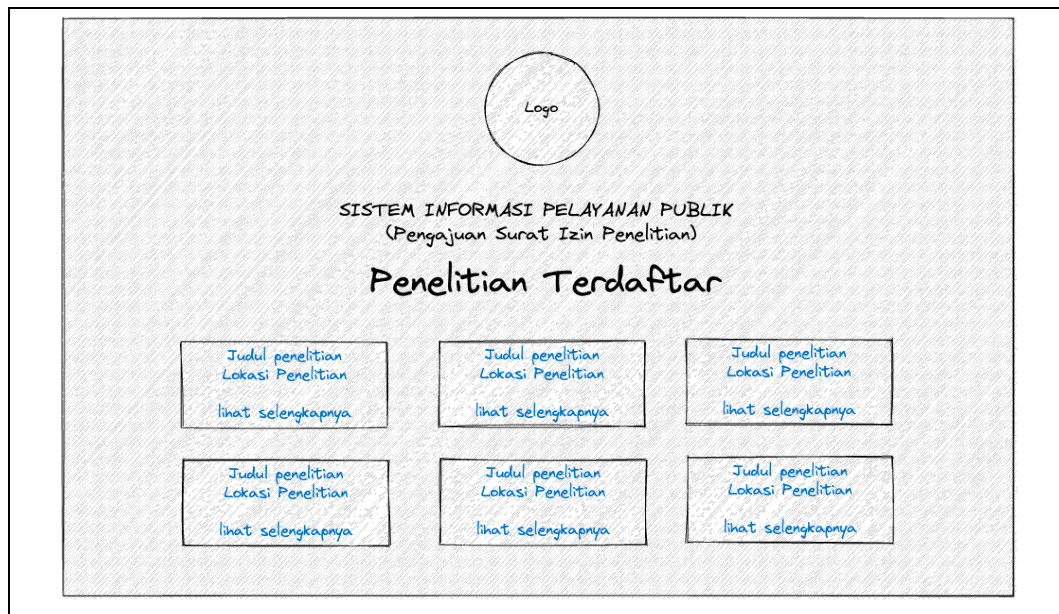 Logo
SISTEM INFORMASI PELAYANAN PUBLIK
(Pengajuan Surat Izin Penelitian)
Penelitian Terdaftar
Judul penelitian
Lokasi Penelitian
lihat selengkapnya
Judul penelitian
Lokasi Penelitian
lihat selengkapnya
Judul penelitian
Lokasi Penelitian
lihat selengkapnya
Judul penelitian
Lokasi Penelitian
lihat selengkapnya
Judul penelitian
Lokasi Penelitian
lihat selengkapnya
Judul penelitian
Lokasi Penelitian
lihat selengkapnya